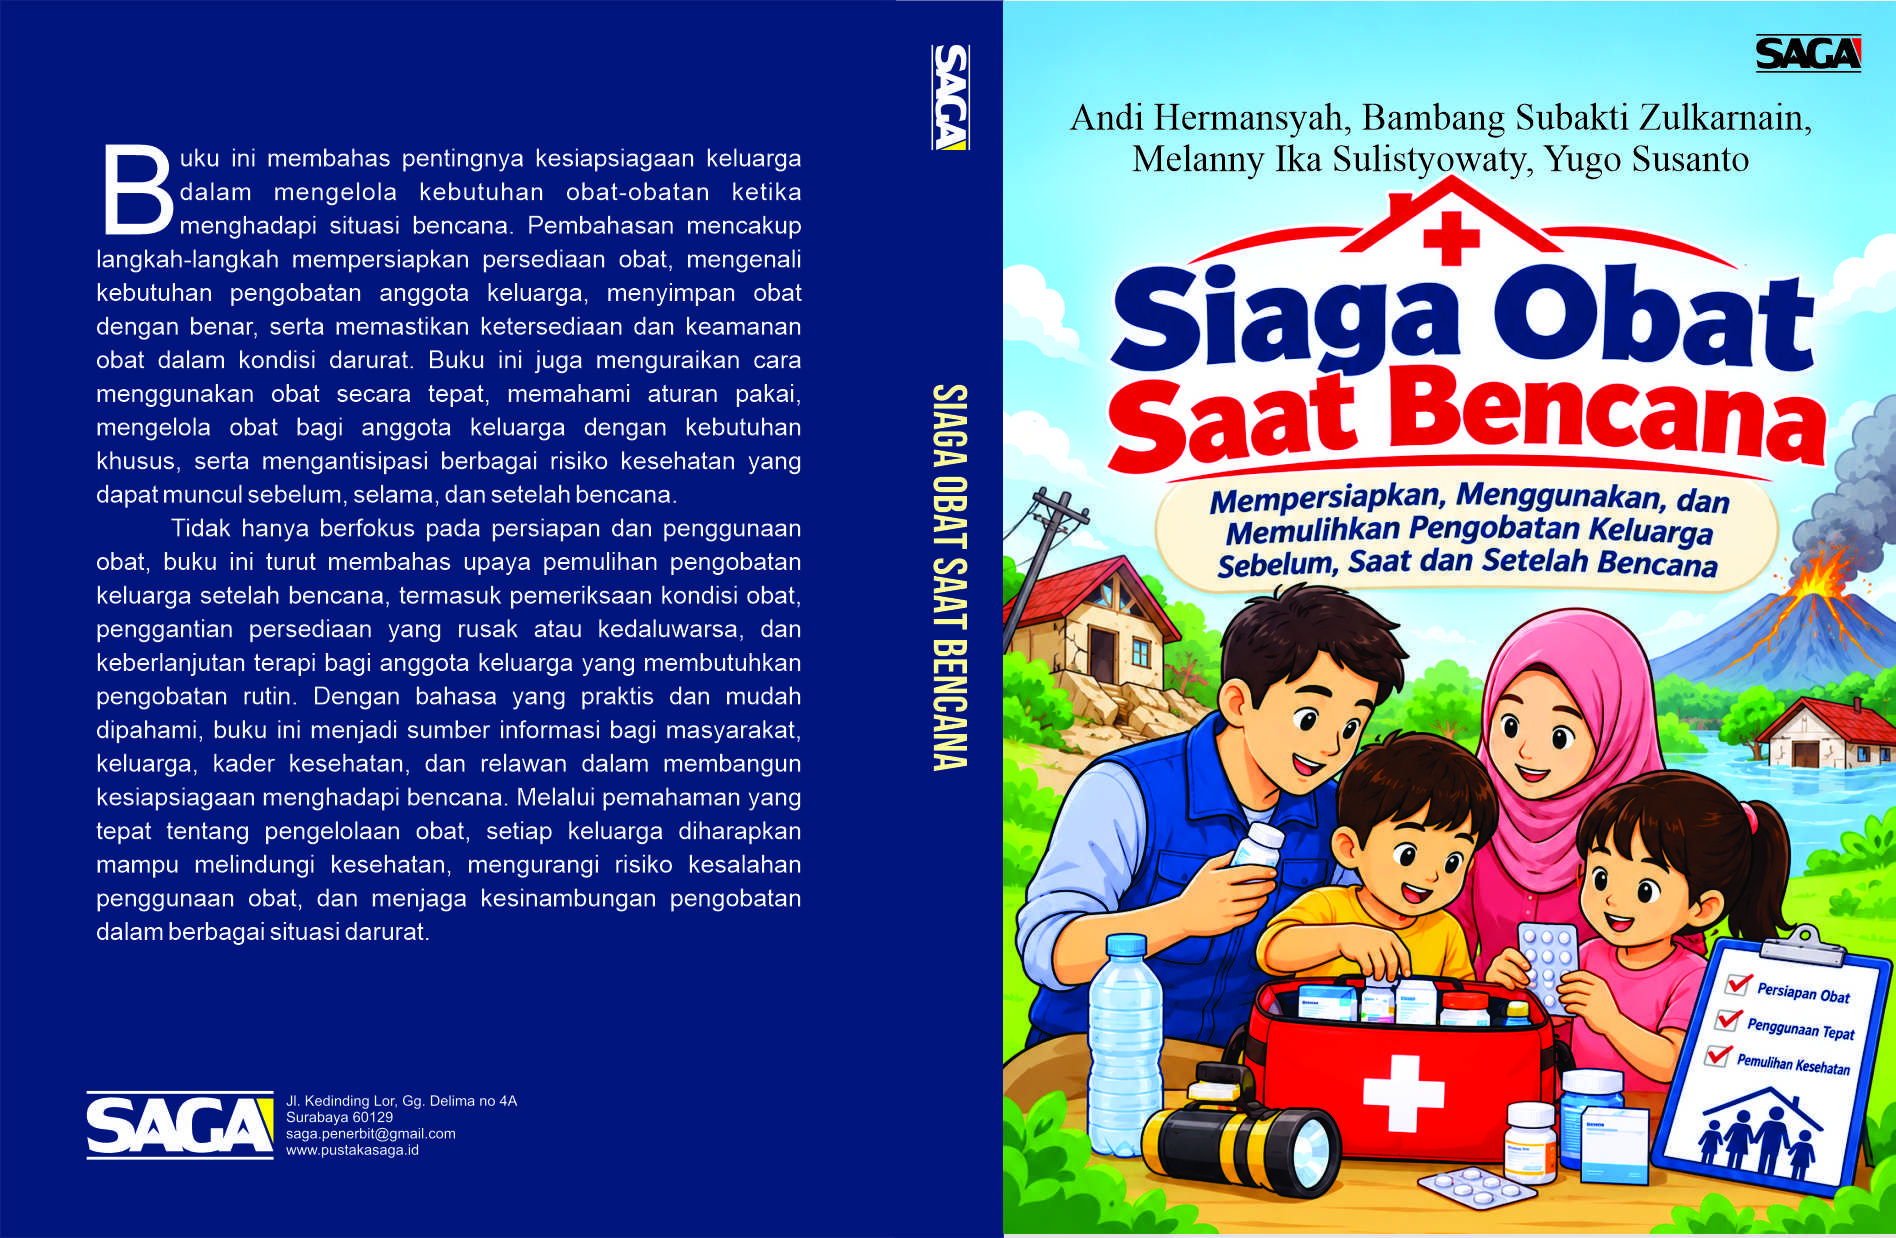 Buku ini membahas pentingnya kesiapsiagaan keluarga
dalam mengelola kebutuhan obat-obatan ketika
menghadapi situasi bencana. Pembahasan mencakup
langkah-langkah mempersiapkan persediaan obat, mengenali
kebutuhan pengobatan anggota keluarga, menyimpan obat
dengan benar, serta memastikan ketersediaan dan keamanan
obat dalam kondisi darurat. Buku ini juga menguraikan cara
menggunakan obat secara tepat, memahami aturan pakai,
mengelola obat bagi anggota keluarga dengan kebutuhan
khusus, serta mengantisipasi berbagai risiko kesehatan yang
dapat muncul sebelum, selama, dan setelah bencana.
Tidak hanya berfokus pada persiapan dan penggunaan
obat, buku ini turut membahas upaya pemulihan pengobatan
keluarga setelah bencana, termasuk pemeriksaan kondisi obat,
penggantian persediaan yang rusak atau kedaluwarsa, dan
keberlanjutan terapi bagi anggota keluarga yang membutuhkan
pengobatan rutin. Dengan bahasa yang praktis dan mudah
dipahami, buku ini menjadi sumber informasi bagi masyarakat,
keluarga, kader kesehatan, dan relawan dalam membangun
kesiapsiagaan menghadapi bencana. Melalui pemahaman yang
tepat tentang pengelolaan obat, setiap keluarga diharapkan
mampu melindungi kesehatan, mengurangi risiko kesalahan
penggunaan obat, dan menjaga kesinambungan pengobatan
dalam berbagai situasi darurat.
SAGA
Jl. Kedinding Lor, Gg. Delima no 4A
Surabaya 60129
saga.penerbit@gmail.com
www.pustakasaga.id
SAGA
SIAGA OBAT SAAT BENCANA
SAGA
Andi Hermansyah, Bambang Subakti Zulkarnain,
Melanny Ika Sulistyowaty, Yugo Susanto
Siaga Obat
Saat Bencana
Mempersiapkan, Menggunakan, dan
Memulihkan Pengobatan Keluarga
Sebelum, Saat dan Setelah Bencana
Persiapan Obat
Penggunaan Tepat
Pemulihan Kesehatan